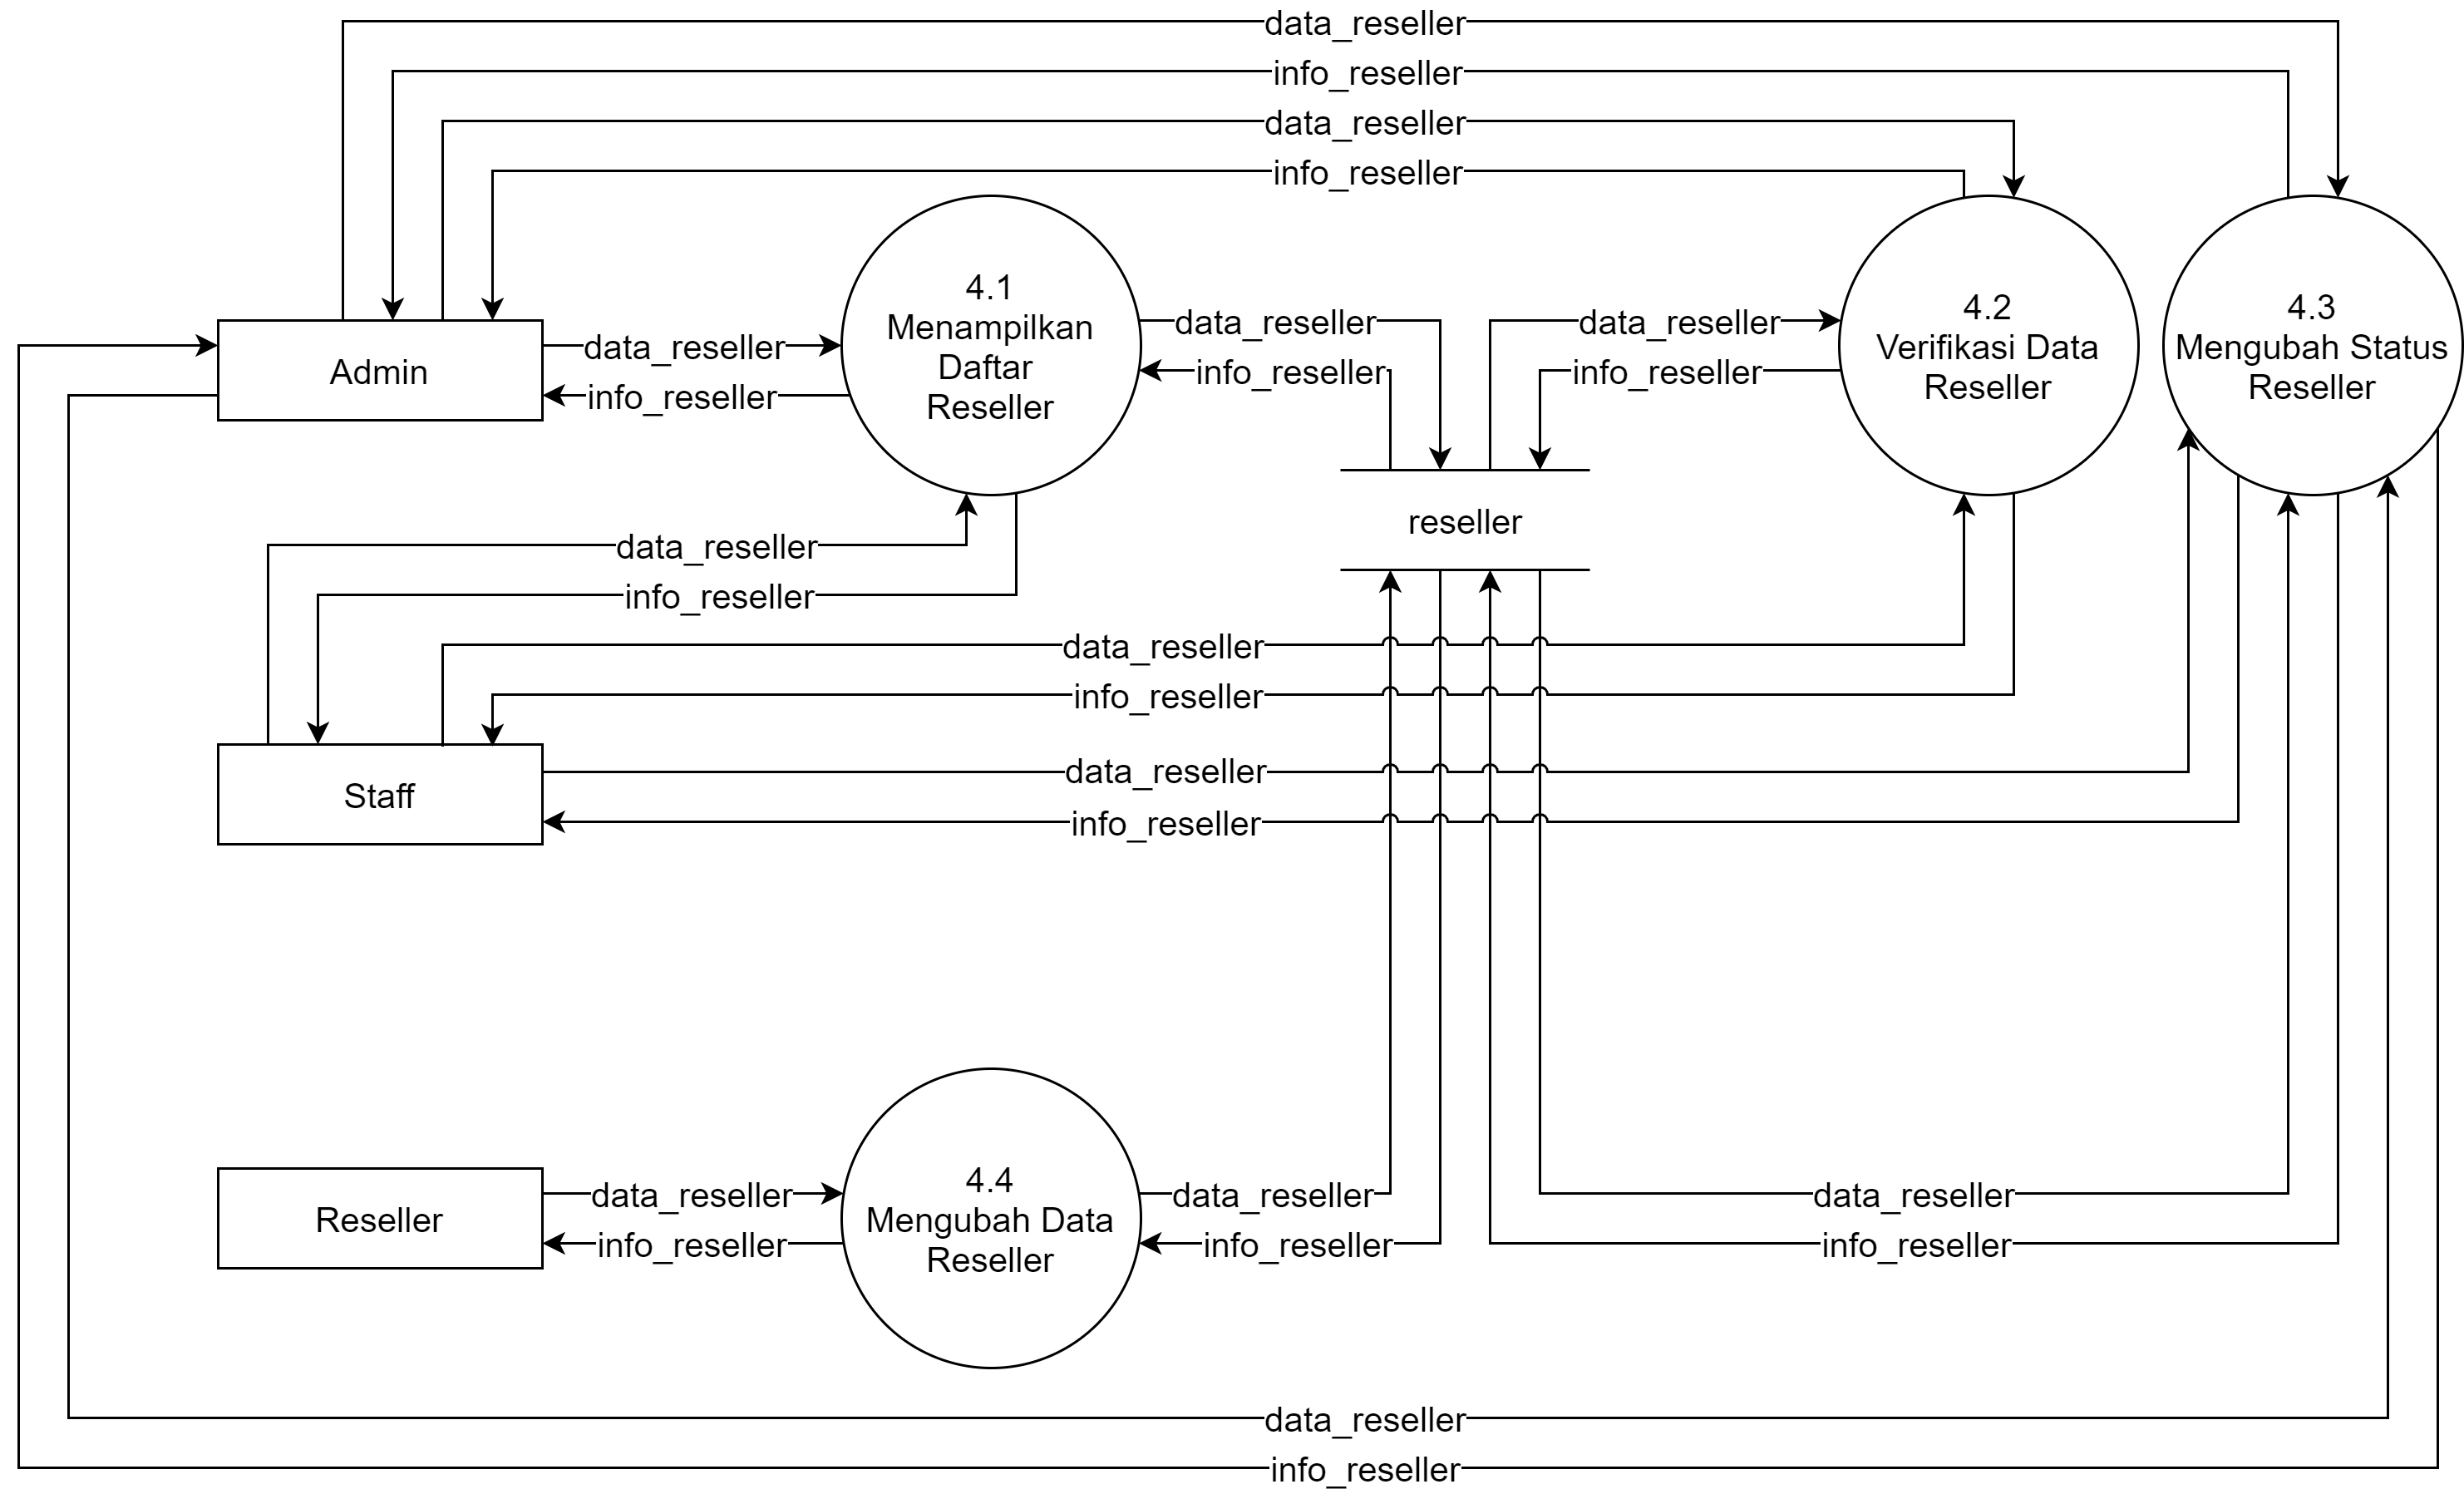 data_reseller
info_reseller
data_reseller
info_reseller
4.1
Menampilkan
Daftar
Reseller
4.2
Verifikasi Data
Reseller
4.3
Mengubah Status
Reseller
Admin
data_reseller
info_reseller
data_reseller
info_reseller
data_reseller
info_reseller
reseller
data_reseller
info_reseller
data_reseller
info_reseller
Staff
data_reseller
info_reseller
Reseller
data_reseller
info_reseller
4.4
Mengubah Data
Reseller
data_reseller
info_reseller
data_reseller
info_reseller
data_reseller
info_reseller